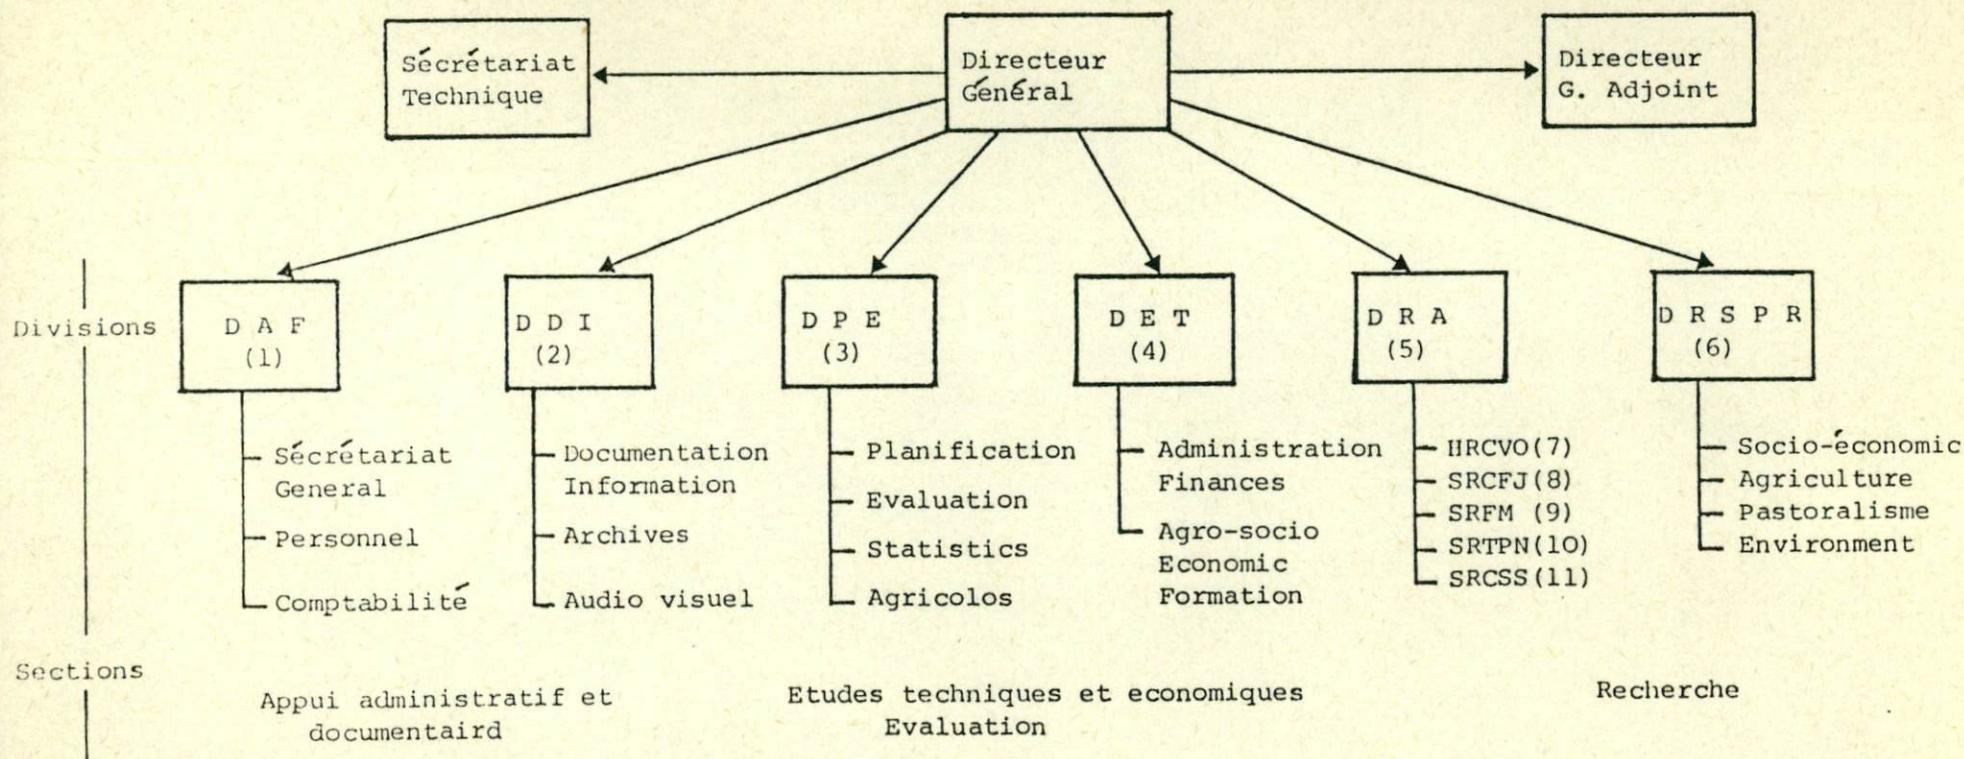 Sécrétariat
Technique
Directeur
Général
Directeur
G. Adjoint
Divisions
D A F
(1)
D D I
(2)
D P E
(3)
D E T
(4)
D R A
(5)
D R S P R
(6)
Sécrétariat
General
Personnel
Comptabilité
Documentation
Information
Archives
Audio visuel
Planification
Evaluation
Statistics
Agricolos
Administration
Finances
Agro-socio
Economic
Formation
HRCVO(7)
SRCFJ(8)
SRFM (9)
SRTPN(10)
SRCSS(11)
Socio-économic
Agriculture
Pastoralisme
Environment
Sections
Appui administratif et
documentaird
Etudes techniques et economiques
Evaluation
Recherche